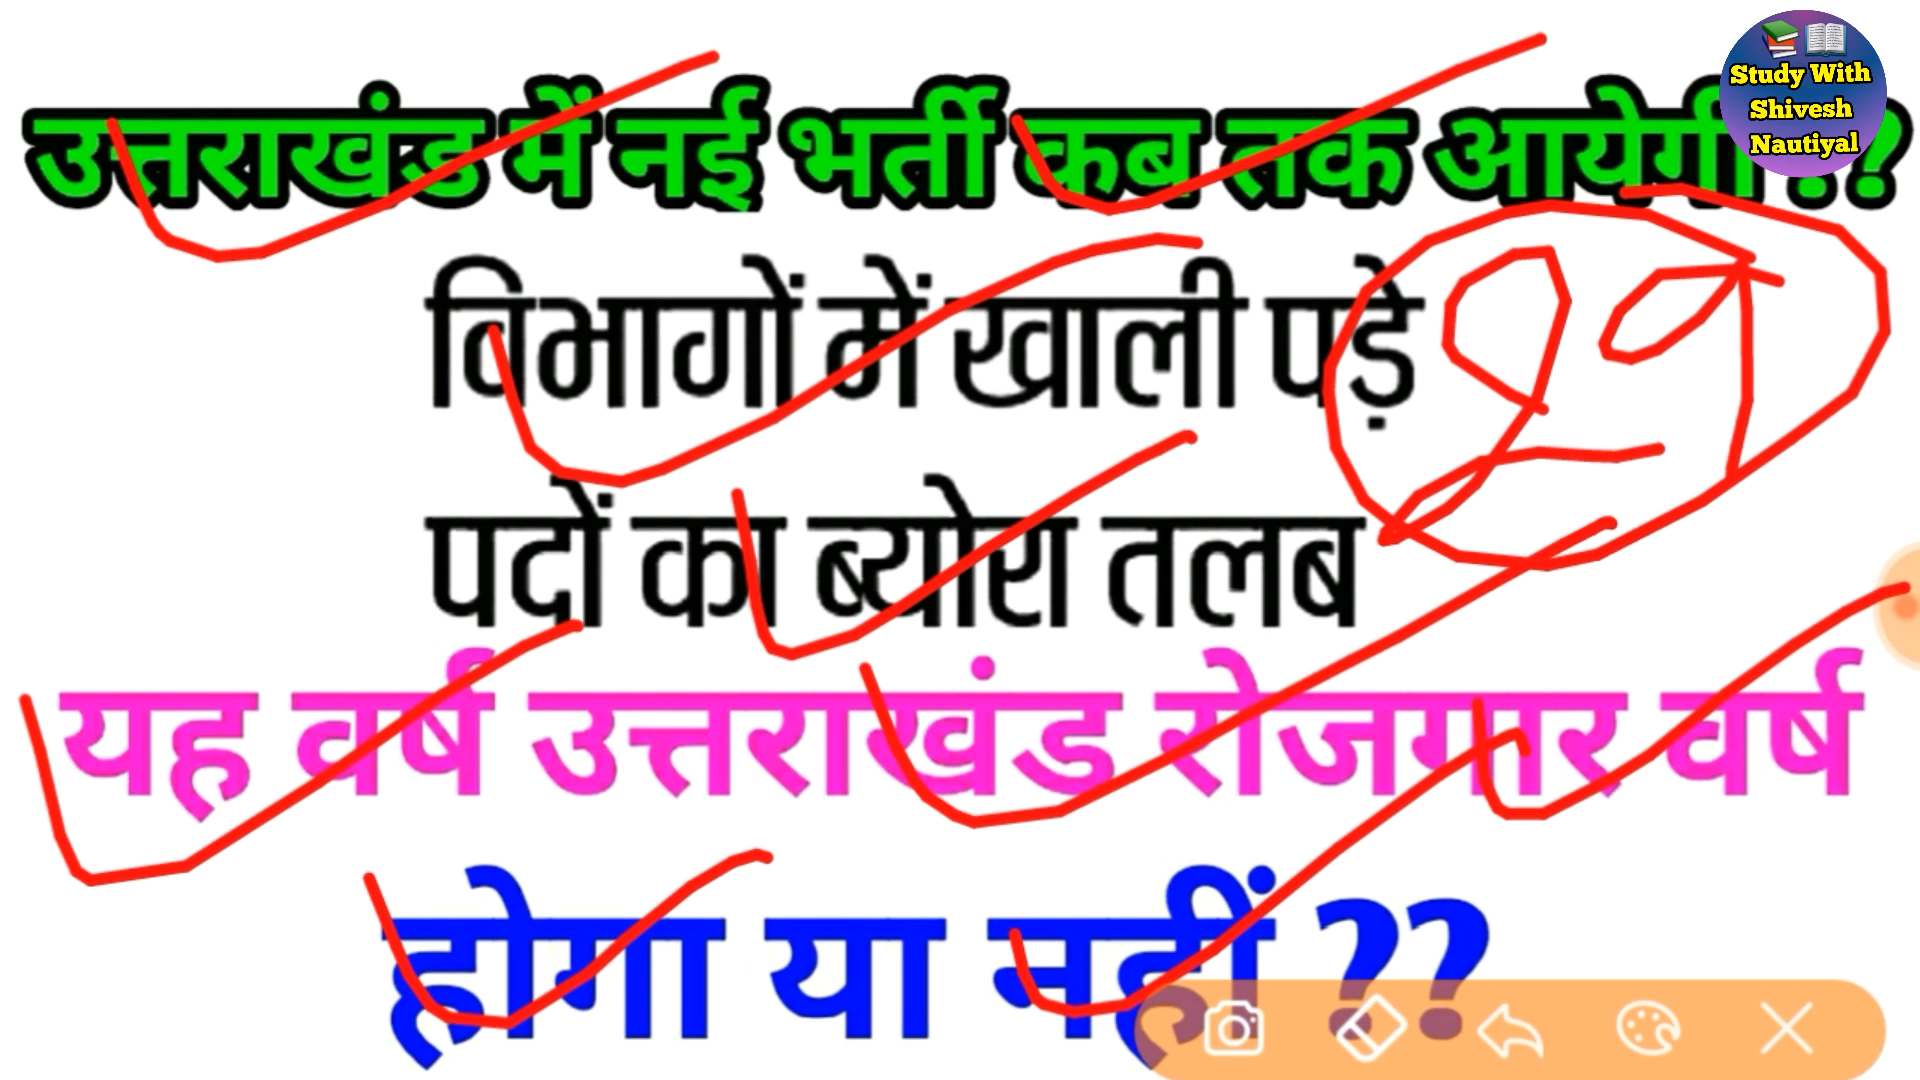 उत्तराखंड में नई भर्ती कब तक आयेगी ??
Study With
Shivesh
Nautiyal
विभागों में खाली पड़े
पदों का ब्योरा तलब
यह वर्ष उत्तराखंड रोजगार वर्ष
होगा या नहीं ??